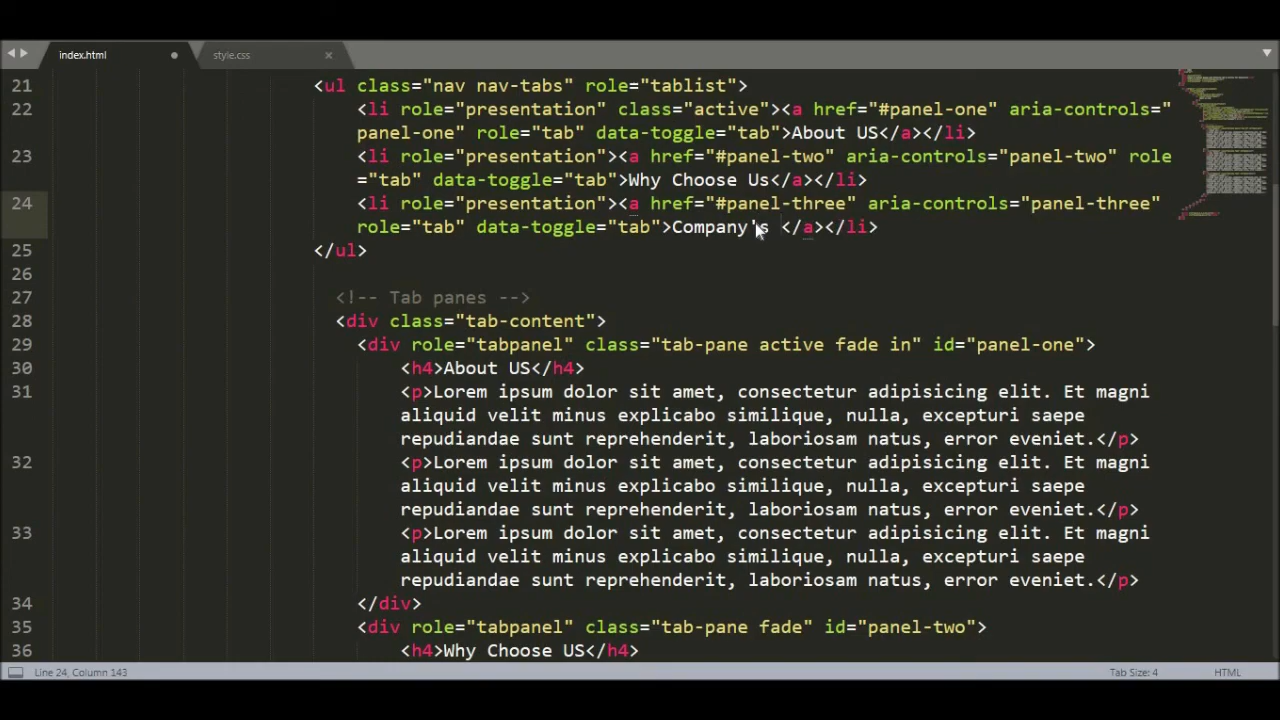 index.html
style.css
21 <ul class="nav nav-tabs" role="tablist">
22 <li role="presentation" class="active"><a href="#panel-one" aria-controls="
panel-one" role="tab" data-toggle="tab">About US</a></li>
23 <li role="presentation"><a href="#panel-two" aria-controls="panel-two" role
="tab" data-toggle="tab">Why Choose Us</a></li>
24 <li role="presentation"><a href="#panel-three" aria-controls="panel-three"
role="tab" data-toggle="tab">Company's </a></li>
25 </ul>
26
27 <!-- Tab panes -->
28 <div class="tab-content">
29 <div role="tabpanel" class="tab-pane active fade in" id="panel-one">
30 <h4>About US</h4>
31 <p>Lorem ipsum dolor sit amet, consectetur adipisicing elit. Et magni
aliquid velit minus explicabo similique, nulla, excepturi saepe
repudiandae sunt reprehenderit, laboriosam natus, error eveniet.</p>
32 <p>Lorem ipsum dolor sit amet, consectetur adipisicing elit. Et magni
aliquid velit minus explicabo similique, nulla, excepturi saepe
repudiandae sunt reprehenderit, laboriosam natus, error eveniet.</p>
33 <p>Lorem ipsum dolor sit amet, consectetur adipisicing elit. Et magni
aliquid velit minus explicabo similique, nulla, excepturi saepe
repudiandae sunt reprehenderit, laboriosam natus, error eveniet.</p>
34 </div>
35 <div role="tabpanel" class="tab-pane fade" id="panel-two">
36 <h4>Why Choose US</h4>
Line 24, Column 143
Tab Size: 4
HTML